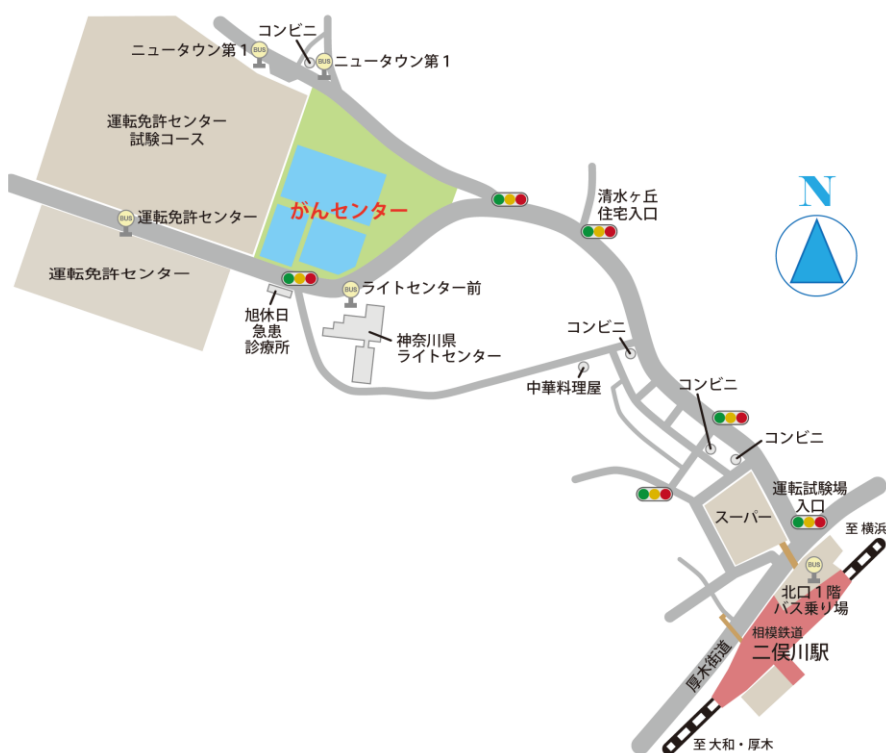 コンビニ
ニュータウン第１
BUS
BUS
ニュータウン第１
運転免許センター
試験コース
N
清水ヶ丘
住宅入口
がんセンター
BUS
運転免許センター
運転免許センター
BUS
ライトセンター前
旭休日
急患
診療所
神奈川県
ライトセンター
コンビニ
中華料理屋
コンビニ
コンビニ
スーパー
運転試験場
入口
至 横浜
BUS
北口１階
バス乗り場
相模鉄道
二俣川駅
厚木街道
至 大和・厚木